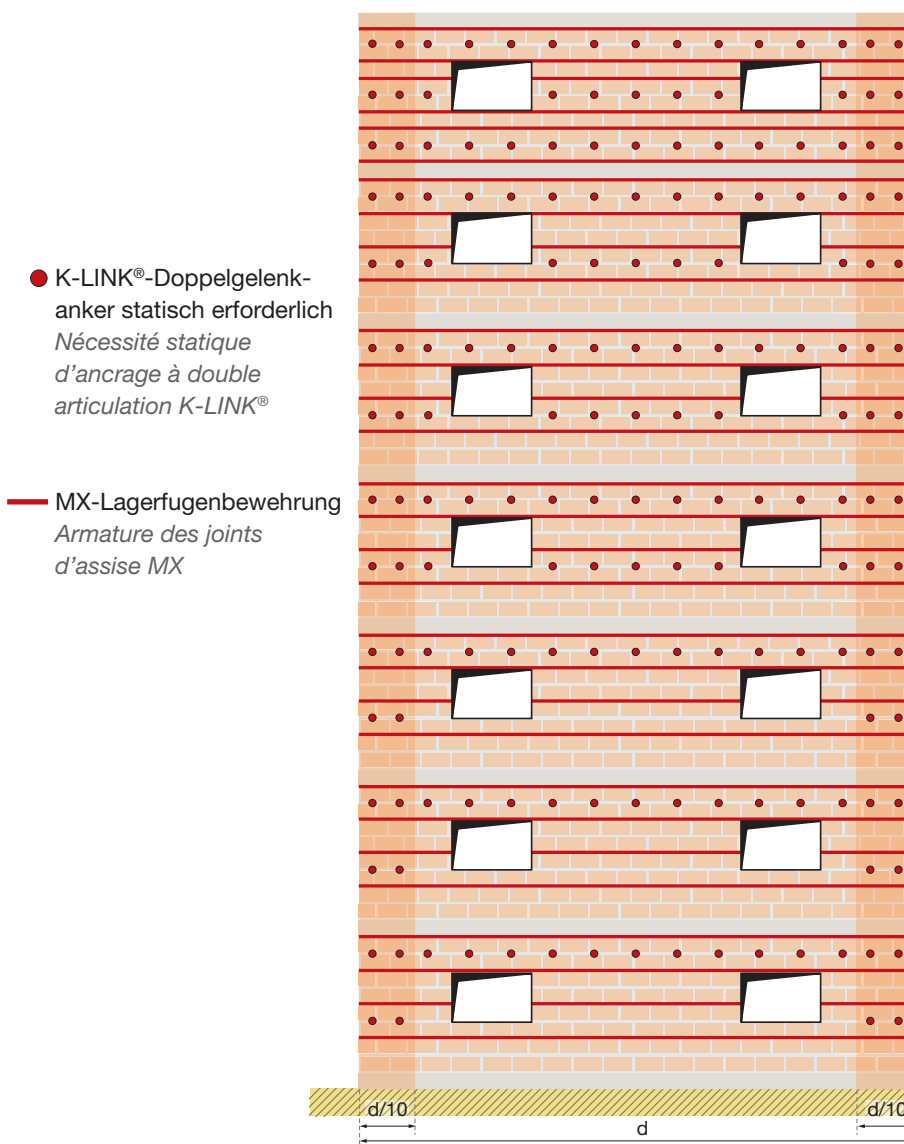 K-LINK®-Doppelgelenk-
anker statisch erforderlich
Nécessité statique
d’ancrage à double
articulation K-LINK®
MX-Lagerfugenbewehrung
Armature des joints
d’assise MX
d/10
d/10
d